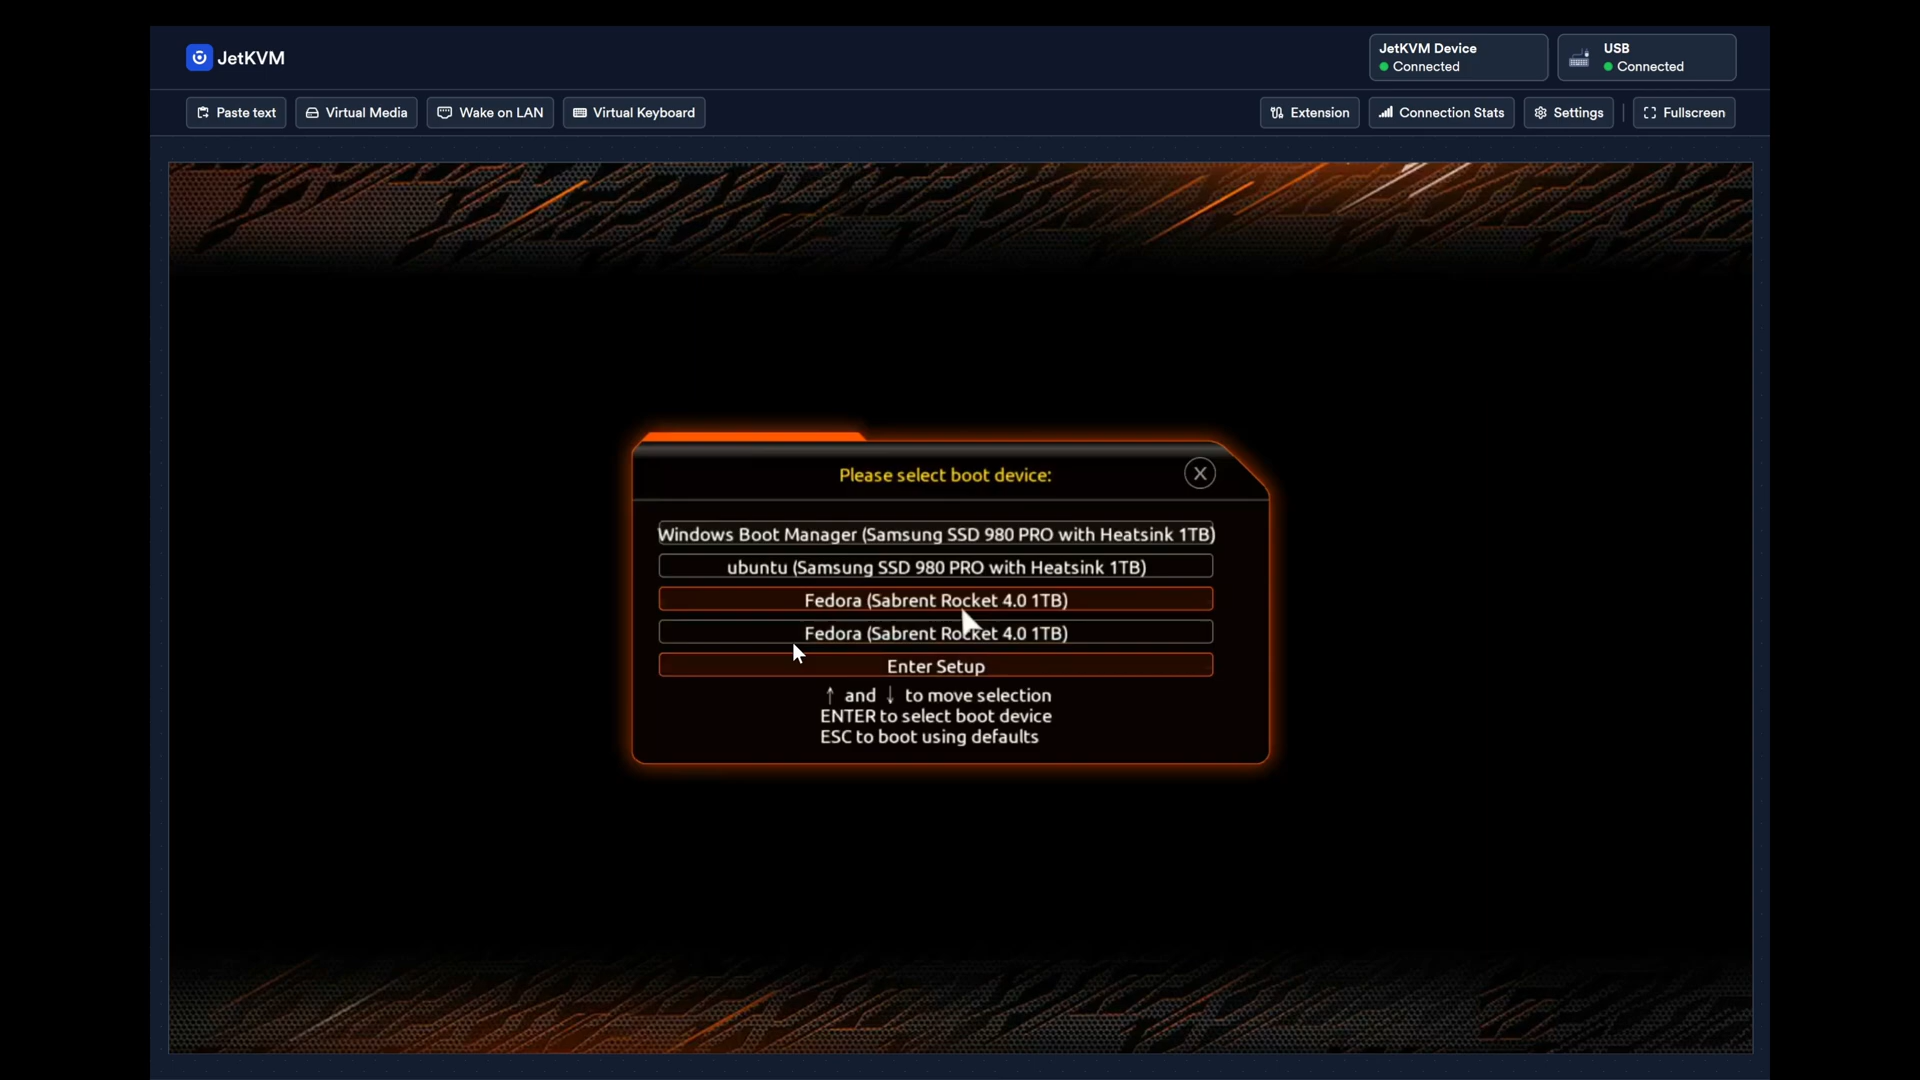 JetKVM
JetKVM Device
Connected
USB
Connected
Paste text
Virtual Media
Wake on LAN
Virtual Keyboard
Extension
Connection Stats
Settings
Fullscreen
Please select boot device:
X
Windows Boot Manager (Samsung SSD 980 PRO with Heatsink 1TB)
ubuntu (Samsung SSD 980 PRO with Heatsink 1TB)
Fedora (Sabrent Rocket 4.0 1TB)
Fedora (Sabrent Rocket 4.0 1TB)
Enter Setup
↑ and ↓ to move selection
ENTER to select boot device
ESC to boot using defaults